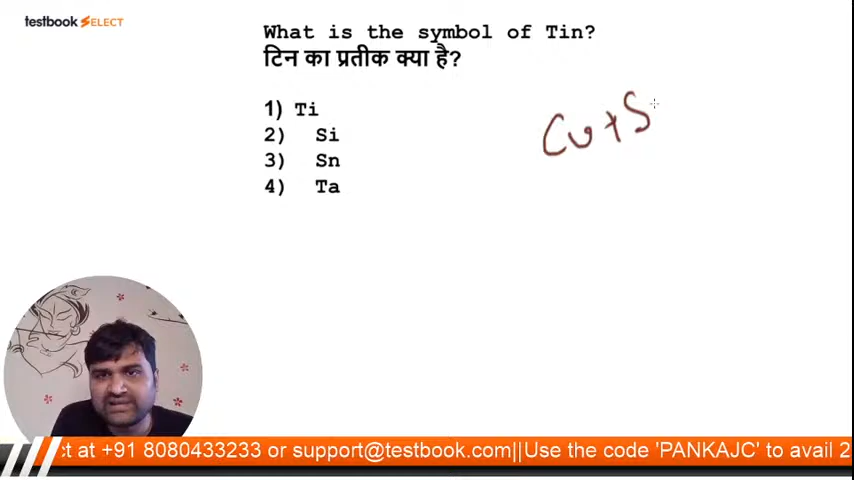 testbook SELECT
What is the symbol of Tin?
टिन का प्रतीक क्या है?
1) Ti
2) Si
3) Sn
4) Ta
Cu+S
ct at +91 8080433233 or support@testbook.com||Use the code 'PANKAJC' to avail 2